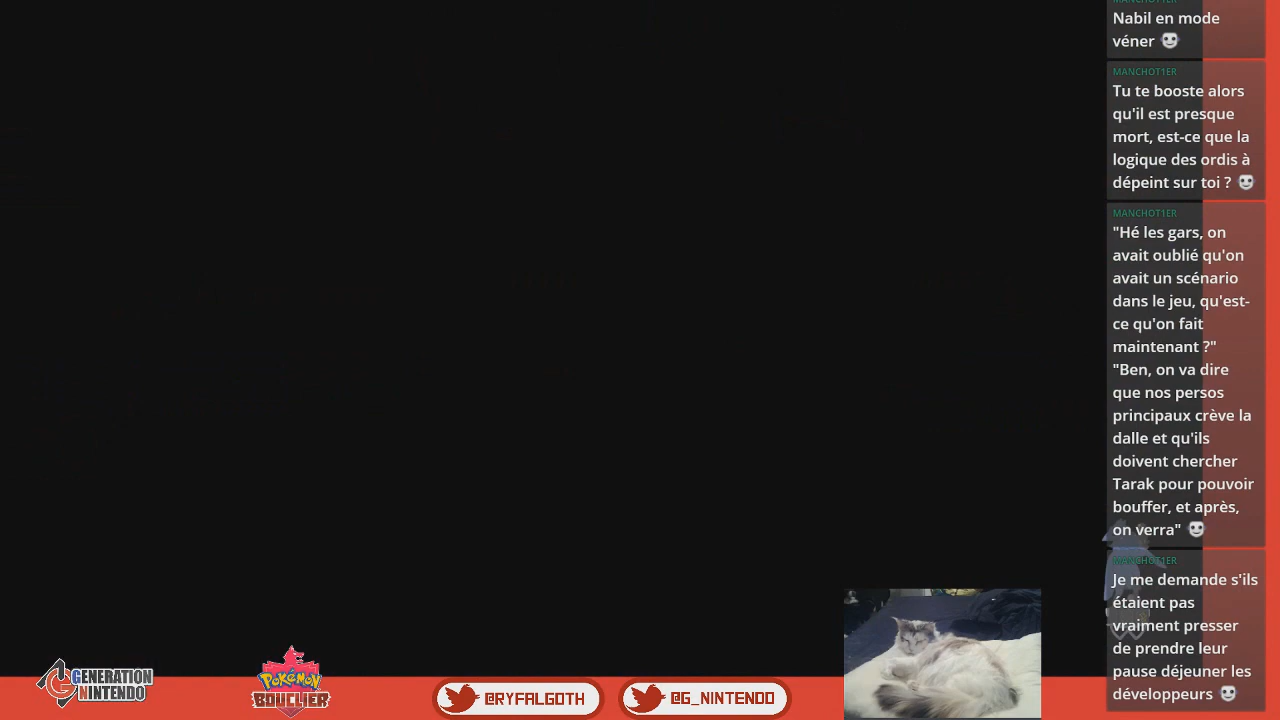 MANCHOT1ER
Nabil en mode
véner
MANCHOT1ER
Tu te booste alors
qu'il est presque
mort, est-ce que la
logique des ordis à
dépeint sur toi ?
MANCHOT1ER
"Hé les gars, on
avait oublié qu'on
avait un scénario
dans le jeu, qu'est-
ce qu'on fait
maintenant ?"
"Ben, on va dire
que nos persos
principaux crève la
dalle et qu'ils
doivent chercher
Tarak pour pouvoir
bouffer, et après,
on verra"
MANCHOT1ER
Je me demande s'ils
étaient pas
vraiment presser
de prendre leur
pause déjeuner les
développeurs
GENERATION
NINTENDO
POKéMON
BOUCLIER
@RYFALGOTH
@G_NINTENDO